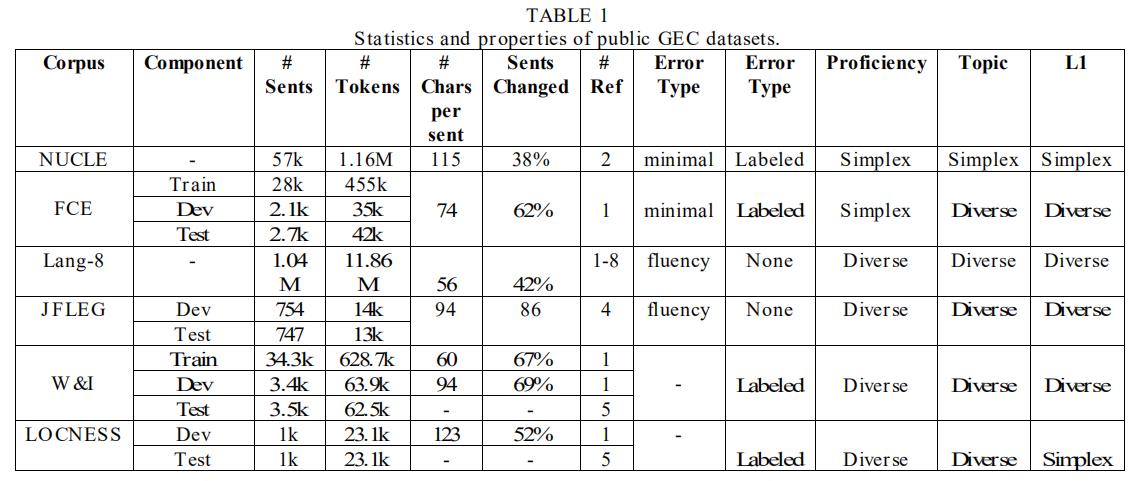 TABLE 1
Statistics and properties of public GEC datasets.
Corpus Component # Sents # Tokens # Chars per sent Sents Changed # Ref Error Type Error Type Proficiency Topic L1
NUCLE - 57k 1.16M 115 38% 2 minimal Labeled Simplex Simplex Simplex
FCE Train 28k 455k 74 62% 1 minimal Labeled Simplex Diverse Diverse
Dev 2.1k 35k
Test 2.7k 42k
Lang-8 - 1.04 M 11.86 M 56 42% 1-8 fluency None Diverse Diverse Diverse
JFLEG Dev 754 14k 94 86 4 fluency None Diverse Diverse Diverse
Test 747 13k
W&I Train 34.3k 628.7k 60 67% 1 - Labeled Diverse Diverse Diverse
Dev 3.4k 63.9k 94 69% 1
Test 3.5k 62.5k - - 5
LOCNESS Dev 1k 23.1k 123 52% 1 -
Test 1k 23.1k - - 5 Labeled Diverse Diverse Simplex